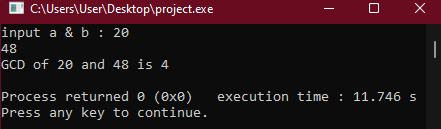 C:\Users\User\Desktop\project.exe
input a & b : 20
48
GCD of 20 and 48 is 4
Process returned 0 (0x0)   execution time : 11.746 s
Press any key to continue.